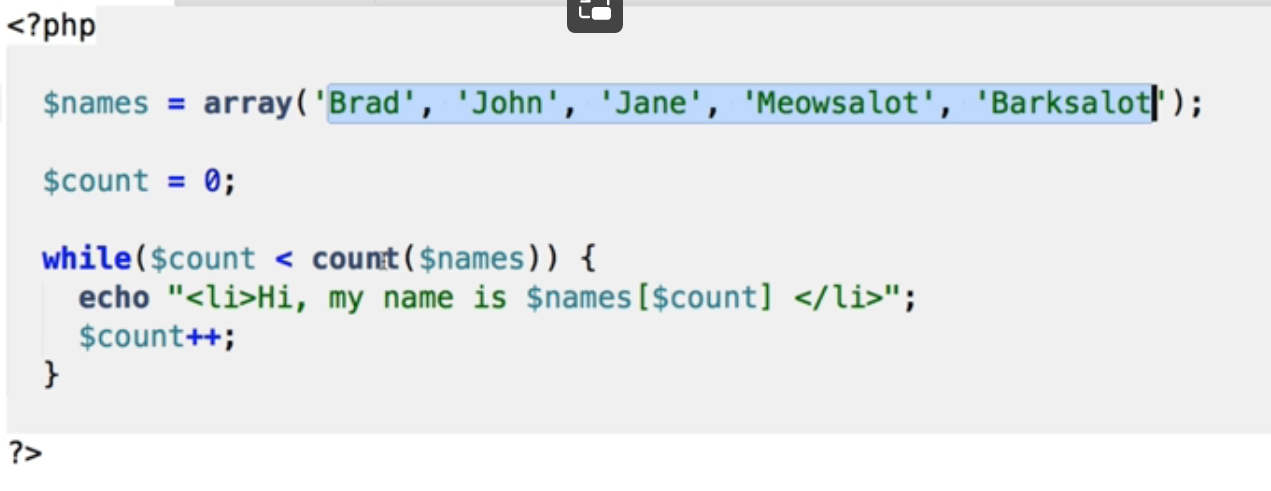 <?php
$names = array('Brad', 'John', 'Jane', 'Meowsalot', 'Barksalot');
$count = 0;
while($count < count($names)) {
echo "<li>Hi, my name is $names[$count] </li>";
$count++;
}
?>